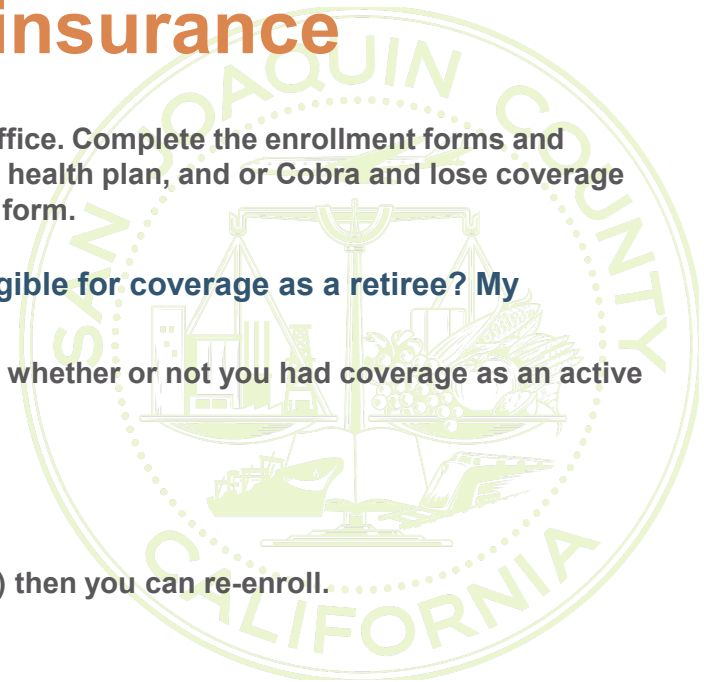 insurance
ffice. Complete the enrollment forms and
health plan, and or Cobra and lose coverage
form.
gible for coverage as a retiree? My
whether or not you had coverage as an active
) then you can re-enroll.
SAN JOAQUIN COUNTY
CALIFORNIA